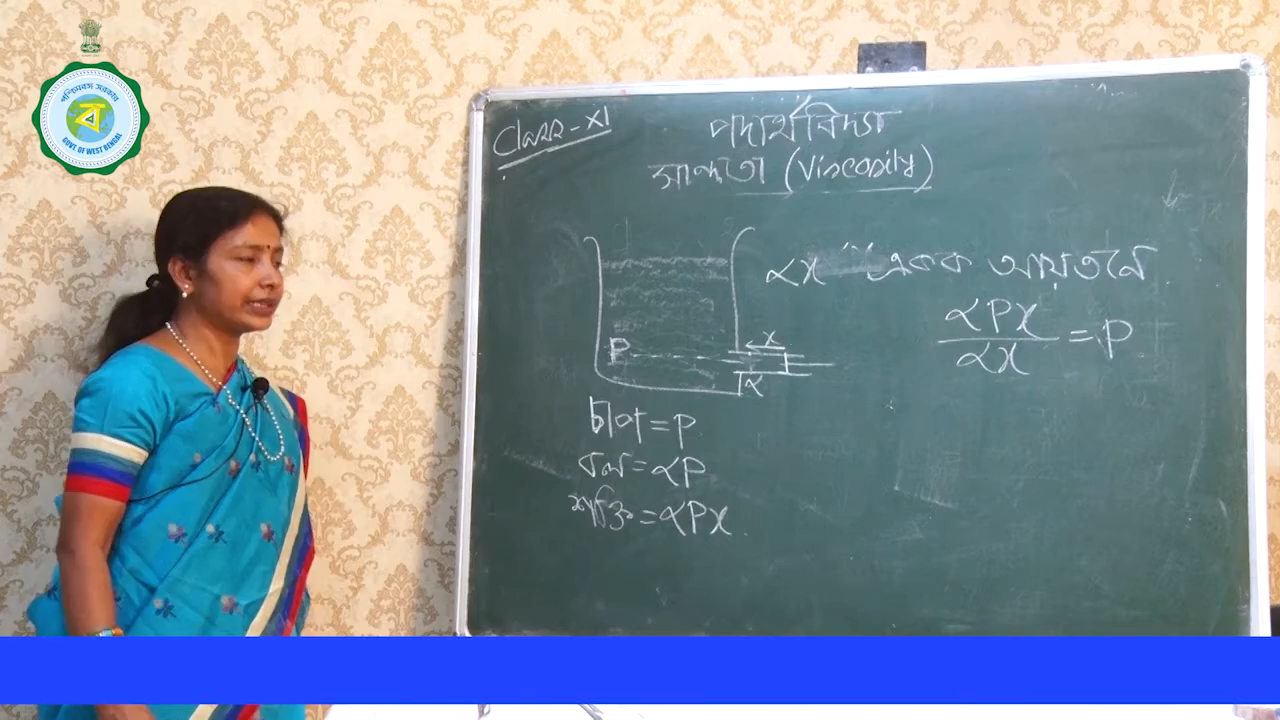 পশ্চিমবঙ্গ সরকার
ব
GOVT. OF WEST BENGAL
Class - XI
পদার্থবিদ্যা
সান্দ্রতা (Viscosity)
αx একক আয়তনে
αPx / αx = P
x
P
α
চাপ = P
বল = αP
শক্তি = αPx.